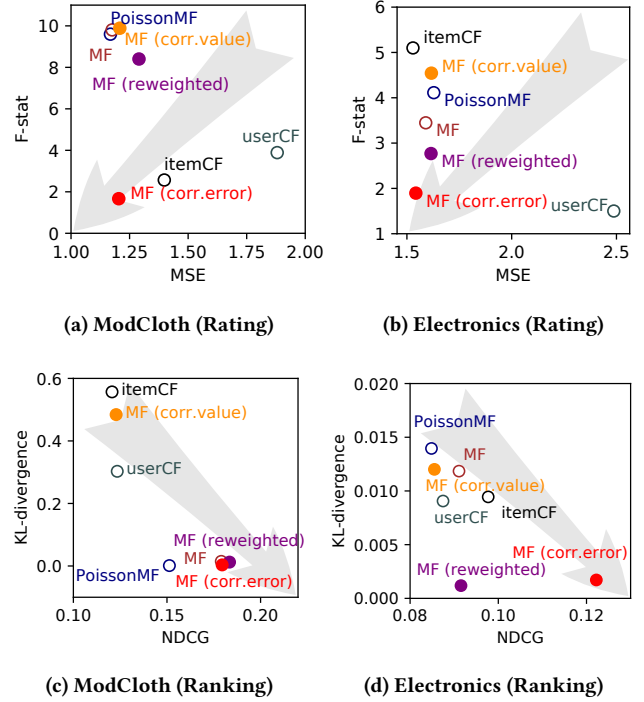 10
8
6
4
2
0
F-stat
PoissonMF
MF (corr.value)
MF
MF (reweighted)
userCF
itemCF
MF (corr.error)
1.00
1.25
1.50
1.75
2.00
MSE
(a) ModCloth (Rating)
6
5
4
3
2
1
F-stat
itemCF
MF (corr.value)
PoissonMF
MF
MF (reweighted)
MF (corr.error)
userCF
1.5
2.0
2.5
MSE
(b) Electronics (Rating)
0.6
0.4
0.2
0.0
KL-divergence
itemCF
MF (corr.value)
userCF
MF (reweighted)
MF
PoissonMF
MF (corr.error)
0.10
0.15
0.20
NDCG
(c) ModCloth (Ranking)
0.020
0.015
0.010
0.005
0.000
KL-divergence
PoissonMF
MF
MF (corr.value)
userCF
itemCF
MF (corr.error)
MF (reweighted)
0.08
0.10
0.12
NDCG
(d) Electronics (Ranking)